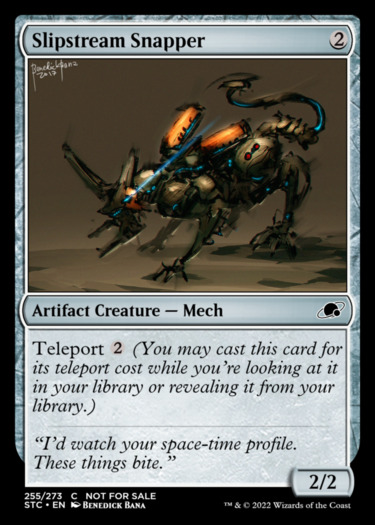 Slipstream Snapper 2
Benedick Bana
2017
Artifact Creature — Mech
Teleport 2 (You may cast this card for
its teleport cost while you're looking at it
in your library or revealing it from your
library.)
“I'd watch your space-time profile.
These things bite.”
2/2
255/273 C NOT FOR SALE
STC • EN Benedick Bana
™ & © 2022 Wizards of the Coast